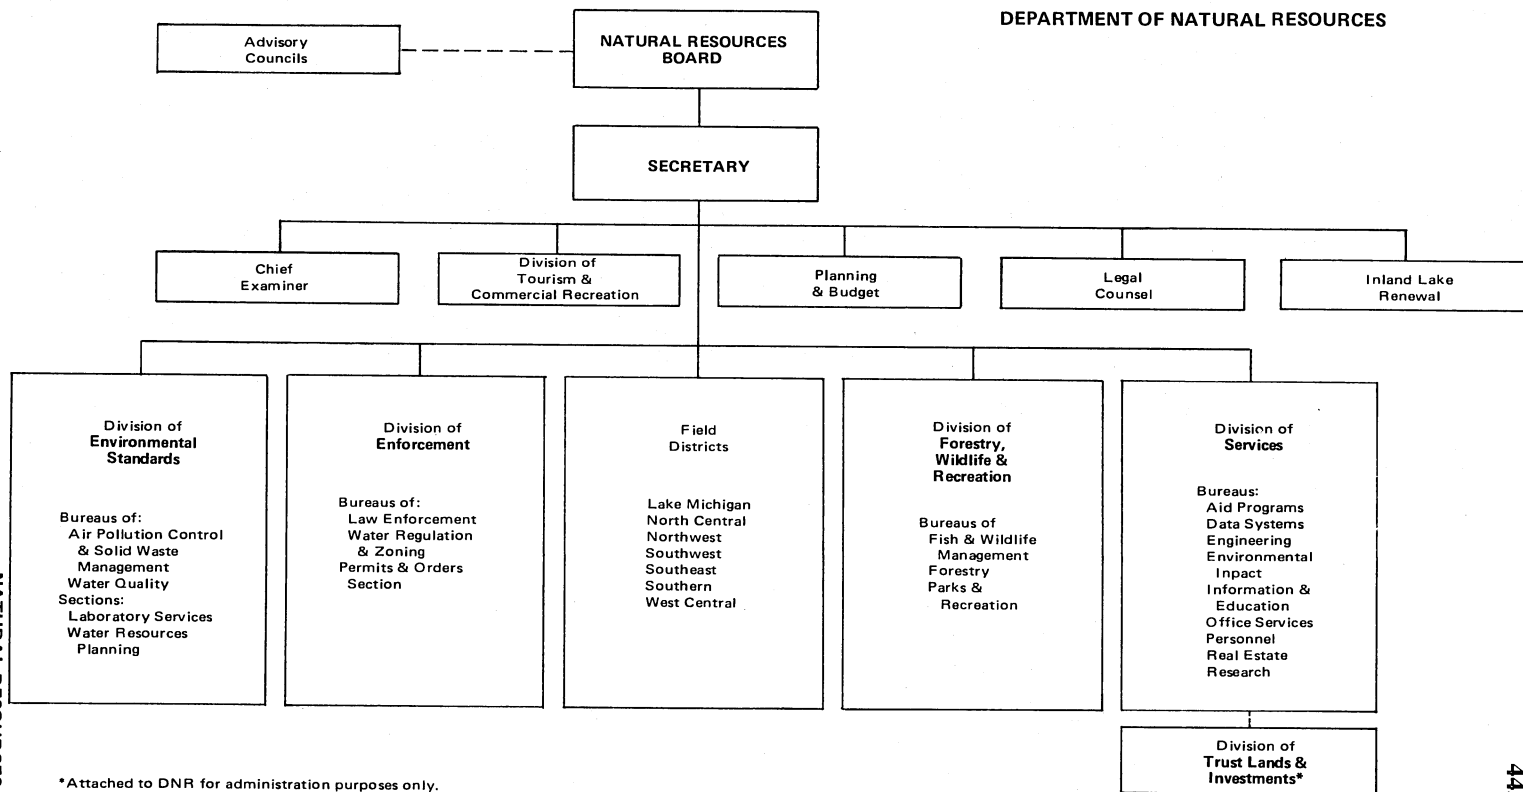 DEPARTMENT OF NATURAL RESOURCES
Advisory
Councils
NATURAL RESOURCES
BOARD
SECRETARY
Chief
Examiner
Division of
Tourism &
Commercial Recreation
Planning
& Budget
Legal
Counsel
Inland Lake
Renewal
Division of
Environmental
Standards
Bureaus of:
Air Pollution Control
& Solid Waste
Management
Water Quality
Sections:
Laboratory Services
Water Resources
Planning
Division of
Enforcement
Bureaus of:
Law Enforcement
Water Regulation
& Zoning
Permits & Orders
Section
Field
Districts
Lake Michigan
North Central
Northwest
Southwest
Southeast
Southern
West Central
Division of
Forestry,
Wildlife &
Recreation
Bureaus of
Fish & Wildlife
Management
Forestry
Parks &
Recreation
Division of
Services
Bureaus:
Aid Programs
Data Systems
Engineering
Environmental
Inpact
Information &
Education
Office Services
Personnel
Real Estate
Research
Division of
Trust Lands &
Investments*
*Attached to DNR for administration purposes only.